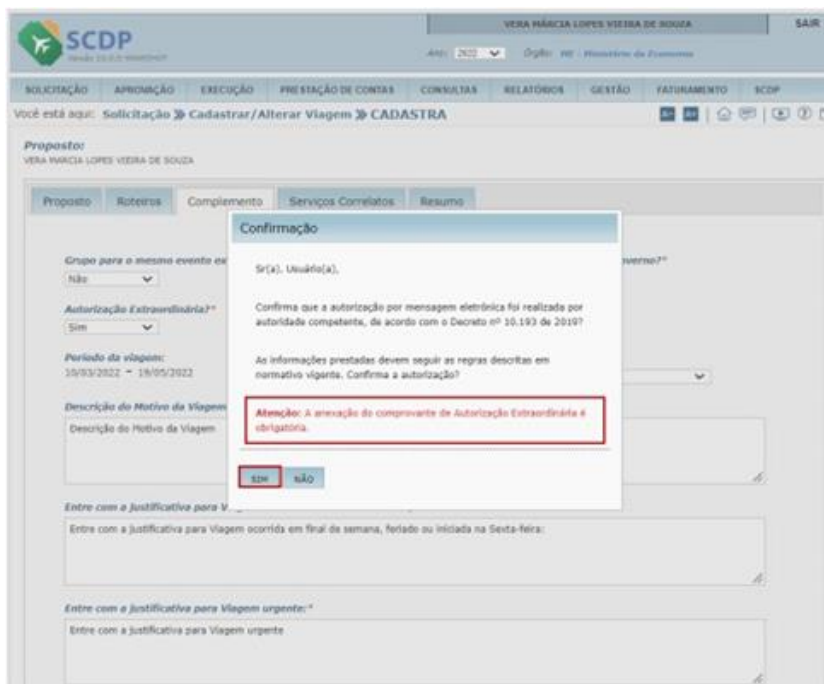 VERA MÁRCIA LOPES VIEIRA DE SOUZA
SAIR
SCDP
Ano: 2022 Órgão: ME - Ministério da Economia
SOLICITAÇÃO APROVAÇÃO EXECUÇÃO PRESTAÇÃO DE CONTAS CONSULTAS RELATÓRIOS GESTÃO FATURAMENTO SCDP
Você está aqui: Solicitação » Cadastrar/Alterar Viagem » CADASTRA
A+ A-
Proposto:
VERA MARCIA LOPES VIEIRA DE SOUZA
Proposto Roteiros Complemento Serviços Correlatos Resumo
Confirmação
Grupo para o mesmo evento
verno?*
Não
Sr(a). Usuário(a),
Autorização Extraordinária?*
Sim
Confirma que a autorização por mensagem eletrônica foi realizada por
autoridade competente, de acordo com o Decreto nº 10.193 de 2019?
Período da viagem:
10/03/2022 - 19/05/2022
As informações prestadas devem seguir as regras descritas em
normativo vigente. Confirma a autorização?
Descrição do Motivo da Viagem
Descrição do Motivo da Viagem
Atenção: A anexação do comprovante de Autorização Extraordinária é
obrigatória.
SIM NÃO
Entre com a Justificativa para V
Entre com a Justificativa para Viagem ocorrida em final de semana, feriado ou iniciada na Sexta-feira:
Entre com a Justificativa para Viagem urgente:*
Entre com a Justificativa para Viagem urgente